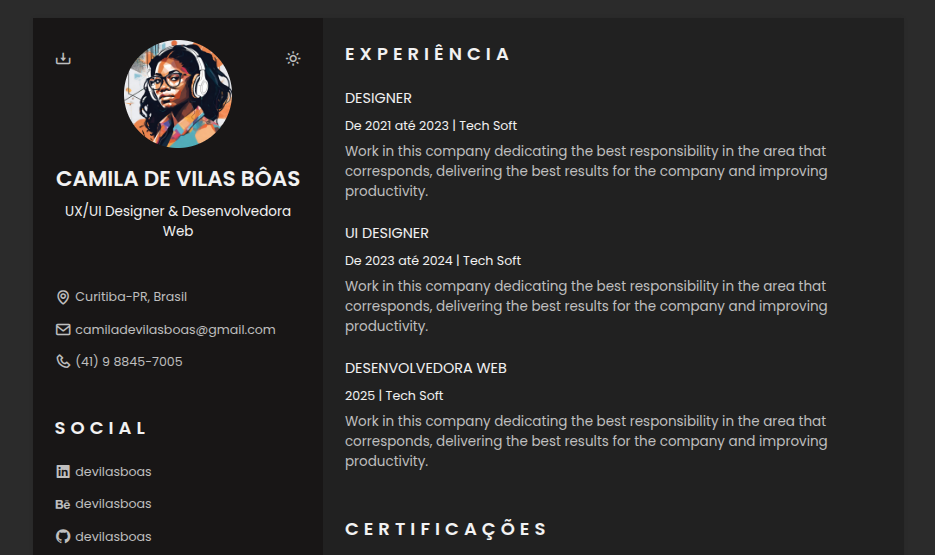 CAMILA DE VILAS BÔAS
UX/UI Designer & Desenvolvedora
Web
Curitiba-PR, Brasil
camiladevilasboas@gmail.com
(41) 9 8845-7005
SOCIAL
in devilasboas
Bē devilasboas
devilasboas
EXPERIÊNCIA
DESIGNER
De 2021 até 2023 | Tech Soft
Work in this company dedicating the best responsibility in the area that
corresponds, delivering the best results for the company and improving
productivity.
UI DESIGNER
De 2023 até 2024 | Tech Soft
Work in this company dedicating the best responsibility in the area that
corresponds, delivering the best results for the company and improving
productivity.
DESENVOLVEDORA WEB
2025 | Tech Soft
Work in this company dedicating the best responsibility in the area that
corresponds, delivering the best results for the company and improving
productivity.
CERTIFICAÇÕES